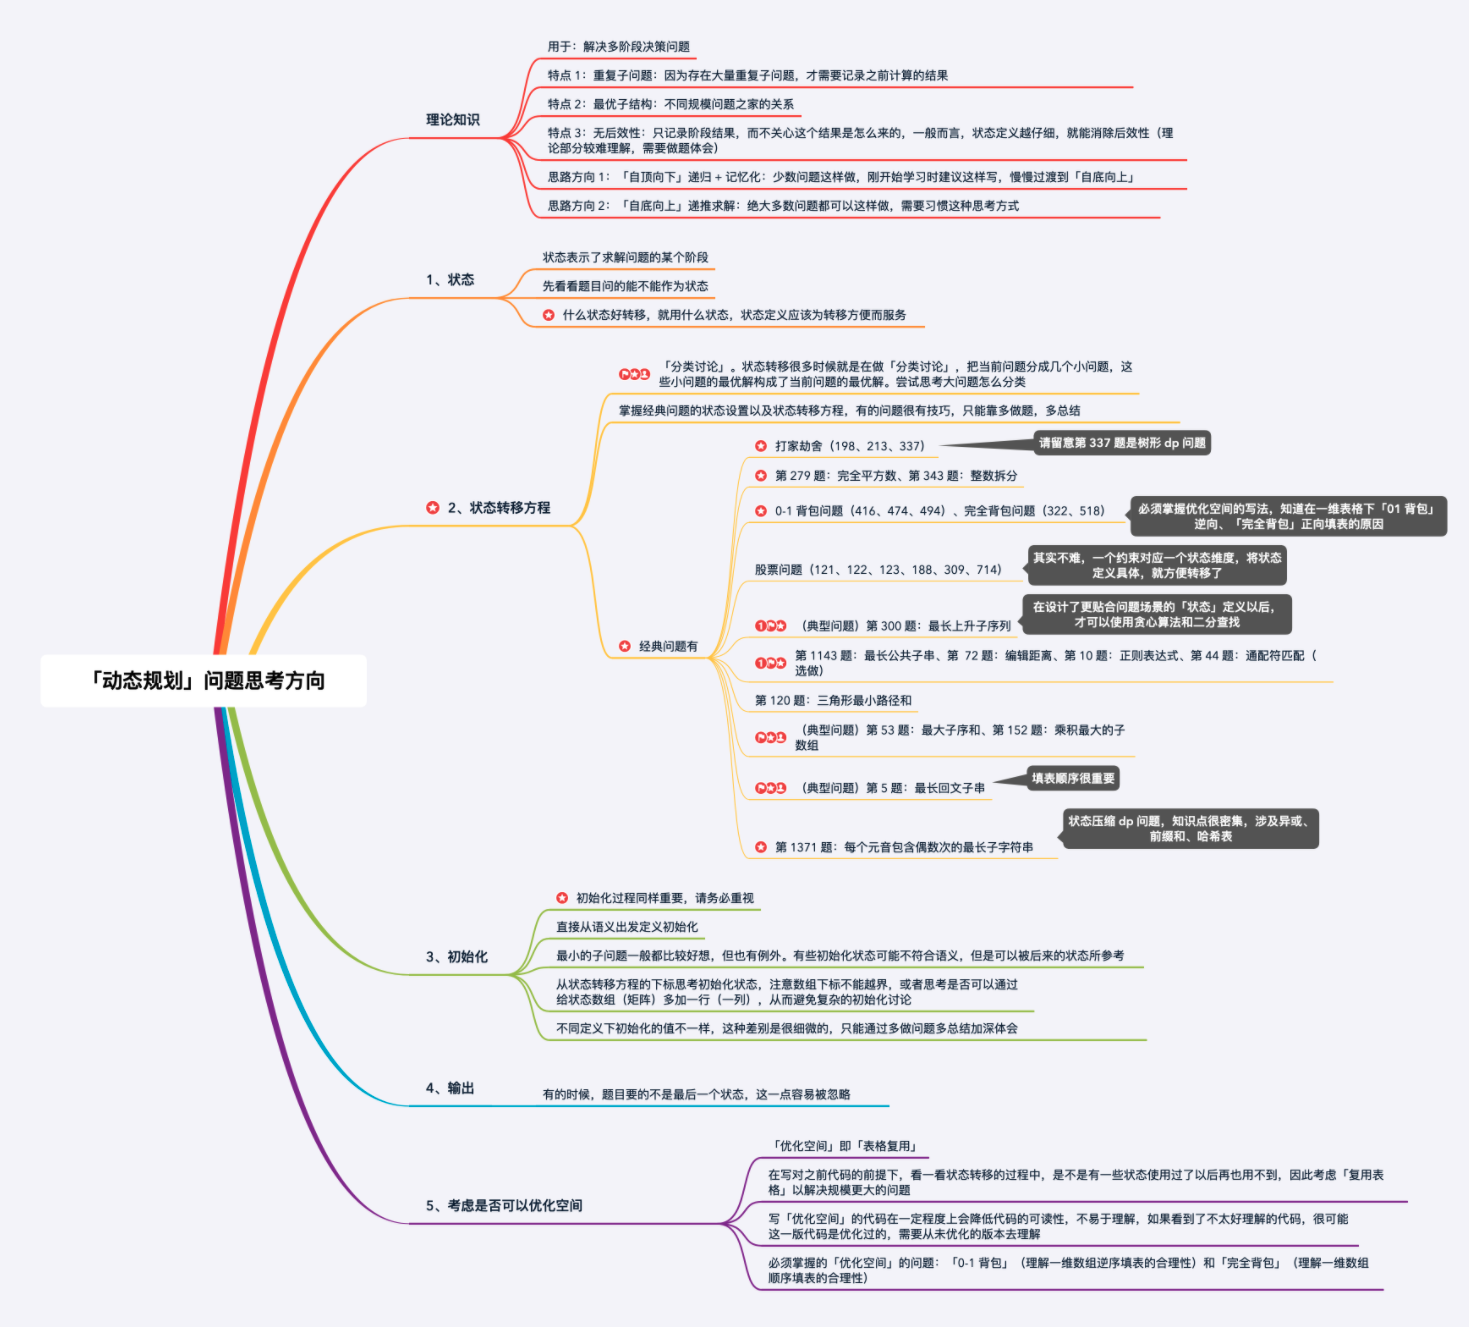 用于：解决多阶段决策问题
特点 1：重复子问题：因为存在大量重复子问题，才需要记录之前计算的结果
特点 2：最优子结构：不同规模问题之家的关系
理论知识
特点 3：无后效性：只记录阶段结果，而不关心这个结果是怎么来的，一般而言，状态定义越仔细，就能消除后效性（理
论部分较难理解，需要做题体会）
思路方向 1：「自顶向下」递归 + 记忆化：少数问题这样做，刚开始学习时建议这样写，慢慢过渡到「自底向上」
思路方向 2：「自底向上」递推求解：绝大多数问题都可以这样做，需要习惯这种思考方式
状态表示了求解问题的某个阶段
1、状态
先看看题目问的能不能作为状态
什么状态好转移，就用什么状态，状态定义应该为转移方便而服务
「分类讨论」。状态转移很多时候就是在做「分类讨论」，把当前问题分成几个小问题，这
些小问题的最优解构成了当前问题的最优解。尝试思考大问题怎么分类
掌握经典问题的状态设置以及状态转移方程，有的问题很有技巧，只能靠多做题，多总结
打家劫舍（198、213、337）
请留意第 337 题是树形 dp 问题
第 279 题：完全平方数、第 343 题：整数拆分
2、状态转移方程
0-1 背包问题（416、474、494）、完全背包问题（322、518）
必须掌握优化空间的写法，知道在一维表格下「01 背包」
逆向、「完全背包」正向填表的原因
股票问题（121、122、123、188、309、714）
其实不难，一个约束对应一个状态维度，将状态
定义具体，就方便转移了
（典型问题）第 300 题：最长上升子序列
在设计了更贴合问题场景的「状态」定义以后，
才可以使用贪心算法和二分查找
经典问题有
第 1143 题：最长公共子串、第 72 题：编辑距离、第 10 题：正则表达式、第 44 题：通配符匹配（
选做）
「动态规划」问题思考方向
第 120 题：三角形最小路径和
（典型问题）第 53 题：最大子序和、第 152 题：乘积最大的子
数组
（典型问题）第 5 题：最长回文子串
填表顺序很重要
第 1371 题：每个元音包含偶数次的最长子字符串
状态压缩 dp 问题，知识点很密集，涉及异或、
前缀和、哈希表
初始化过程同样重要，请务必重视
直接从语义出发定义初始化
3、初始化
最小的子问题一般都比较好想，但也有例外。有些初始化状态可能不符合语义，但是可以被后来的状态所参考
从状态转移方程的下标思考初始化状态，注意数组下标不能越界，或者思考是否可以通过
给状态数组（矩阵）多加一行（一列），从而避免复杂的初始化讨论
不同定义下初始化的值不一样，这种差别是很细微的，只能通过多做问题多总结加深体会
4、输出
有的时候，题目要的不是最后一个状态，这一点容易被忽略
「优化空间」即「表格复用」
在写对之前代码的前提下，看一看状态转移的过程中，是不是有一些状态使用过了以后再也用不到，因此考虑「复用表
格」以解决规模更大的问题
5、考虑是否可以优化空间
写「优化空间」的代码在一定程度上会降低代码的可读性，不易于理解，如果看到了不太好理解的代码，很可能
这一版代码是优化过的，需要从未优化的版本去理解
必须掌握的「优化空间」的问题：「0-1 背包」（理解一维数组逆序填表的合理性）和「完全背包」（理解一维数组
顺序填表的合理性）